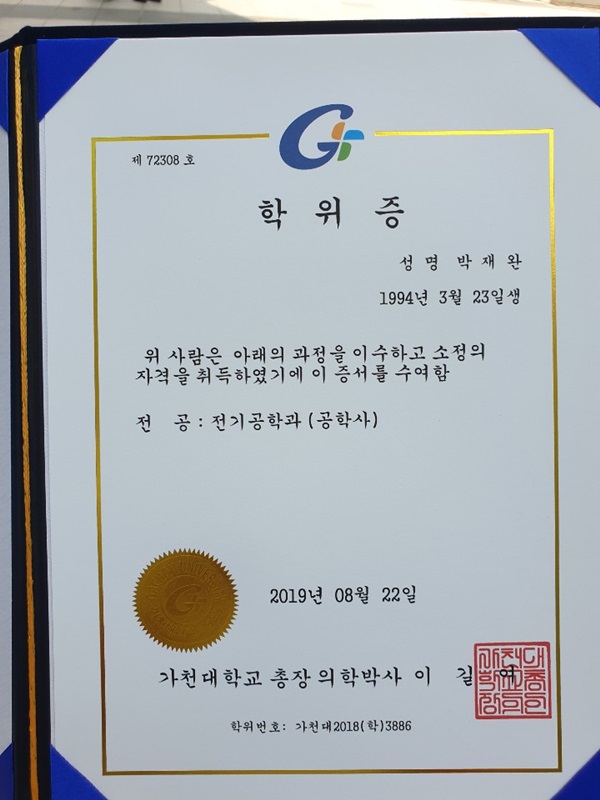 제 72308 호
학 위 증
성 명 박 재 완
1994년 3월 23일생
위 사람은 아래의 과정을 이수하고 소정의
자격을 취득하였기에 이 증서를 수여함
전 공 : 전기공학과 (공학사)
2019년 08월 22일
가천대학교 총장 의학박사 이 길 여
학위번호: 가천대2018(학)3886